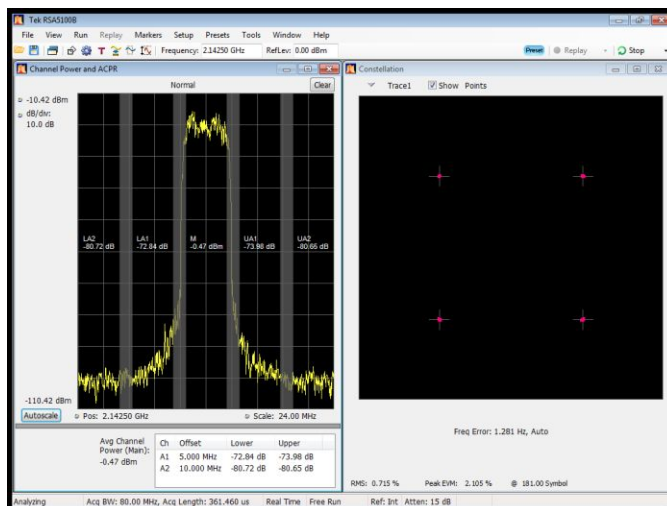 Tek RSA5100B
File View Run Replay Markers Setup Presets Tools Window Help
Frequency: 2.14250 GHz RefLev: 0.00 dBm Preset Replay Stop
Channel Power and ACPR
Normal Clear
-10.42 dBm
dB/div:
10.0 dB
LA2 LA1 M UA1 UA2
-80.72 dB -72.84 dB -0.47 dBm -73.98 dB -80.65 dB
-110.42 dBm
Autoscale Pos: 2.14250 GHz Scale: 24.00 MHz
Avg Channel
Power (Main):
-0.47 dBm
Ch Offset Lower Upper
A1 5.000 MHz -72.84 dB -73.98 dB
A2 10.000 MHz -80.72 dB -80.65 dB
Constellation
Trace1 Show Points
Freq Error: 1.281 Hz, Auto
RMS: 0.715 % Peak EVM: 2.105 % @ 181.00 Symbol
Analyzing Acq BW: 80.00 MHz, Acq Length: 361.460 us Real Time Free Run Ref: Int Atten: 15 dB